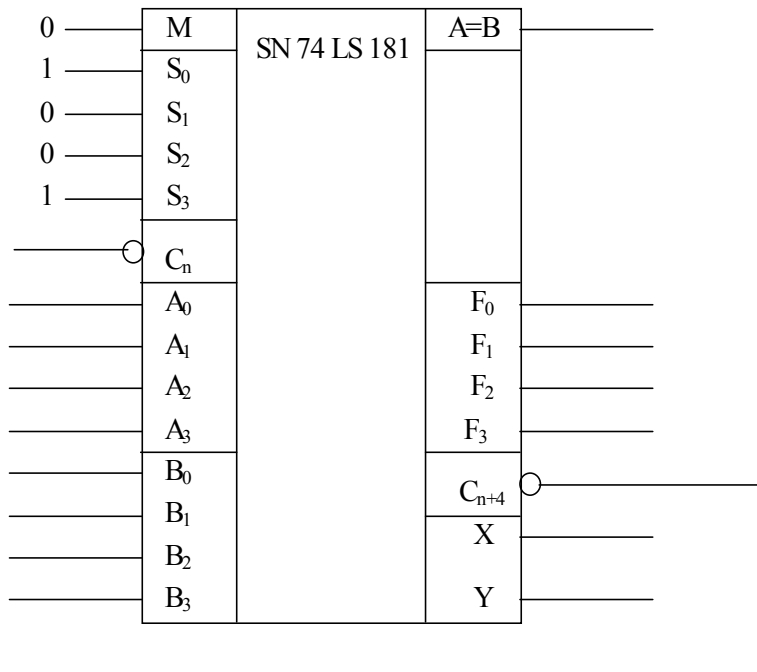 0 M SN 74 LS 181 A=B
1 S₀
0 S₁
0 S₂
1 S₃
Cₙ
A₀ F₀
A₁ F₁
A₂ F₂
A₃ F₃
B₀ Cₙ₊₄
B₁ X
B₂
B₃ Y